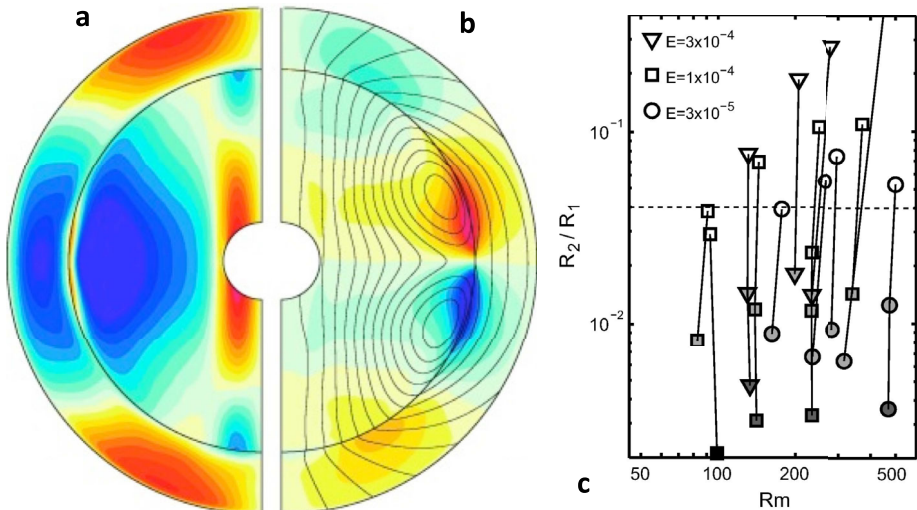 a
b
E=3x10⁻⁴
E=1x10⁻⁴
E=3x10⁻⁵
10⁻¹
10⁻²
R₂ / R₁
50
100
200
500
Rm
c